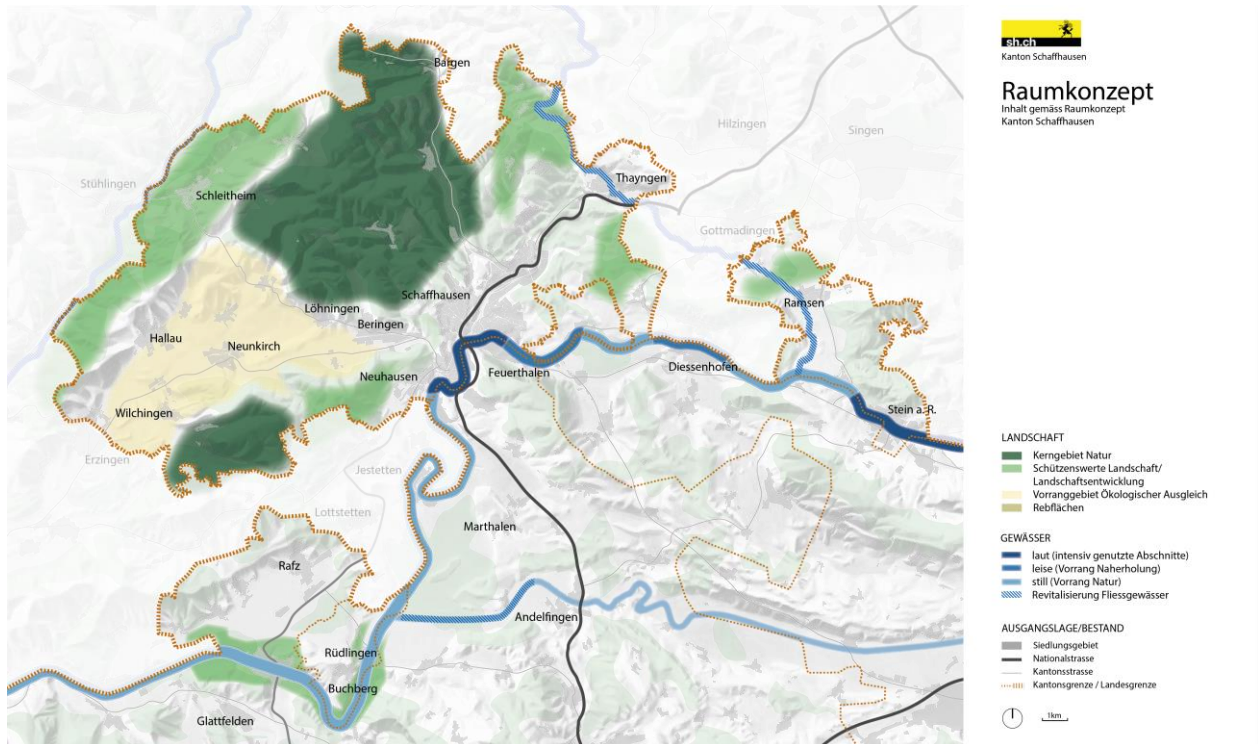 sh.ch
Kanton Schaffhausen
Raumkonzept
Inhalt gemäss Raumkonzept
Kanton Schaffhausen
Bargen
Hilzingen
Singen
Thayngen
Stühlingen
Schleitheim
Gottmadingen
Schaffhausen
Ramsen
Löhningen
Beringen
Hallau
Neunkirch
Neuhausen
Feuerthalen
Diessenhofen
Wilchingen
Stein a. R.
Erzingen
Jestetten
Lottstetten
Marthalen
Rafz
Andelfingen
Rüdlingen
Buchberg
Glattfelden
LANDSCHAFT
Kerngebiet Natur
Schützenswerte Landschaft/
Landschaftsentwicklung
Vorranggebiet Ökologischer Ausgleich
Rebflächen
GEWÄSSER
laut (intensiv genutzte Abschnitte)
leise (Vorrang Naherholung)
still (Vorrang Natur)
Revitalisierung Fliessgewässer
AUSGANGSLAGE/BESTAND
Siedlungsgebiet
Nationalstrasse
Kantonsstrasse
Kantonsgrenze / Landesgrenze
1km